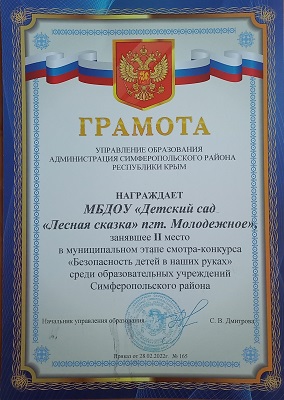 ГРАМОТА
УПРАВЛЕНИЕ ОБРАЗОВАНИЯ
АДМИНИСТРАЦИЯ СИМФЕРОПОЛЬСКОГО РАЙОНА
РЕСПУБЛИКИ КРЫМ
НАГРАЖДАЕТ
МБДОУ «Детский сад
«Лесная сказка» пгт. Молодежное»,
занявшее II место
в муниципальном этапе смотра-конкурса
«Безопасность детей в наших руках»
среди образовательных учреждений
Симферопольского района
Начальник управления образования
С. В. Дмитрова
Приказ от 28.02.2022г. № 165